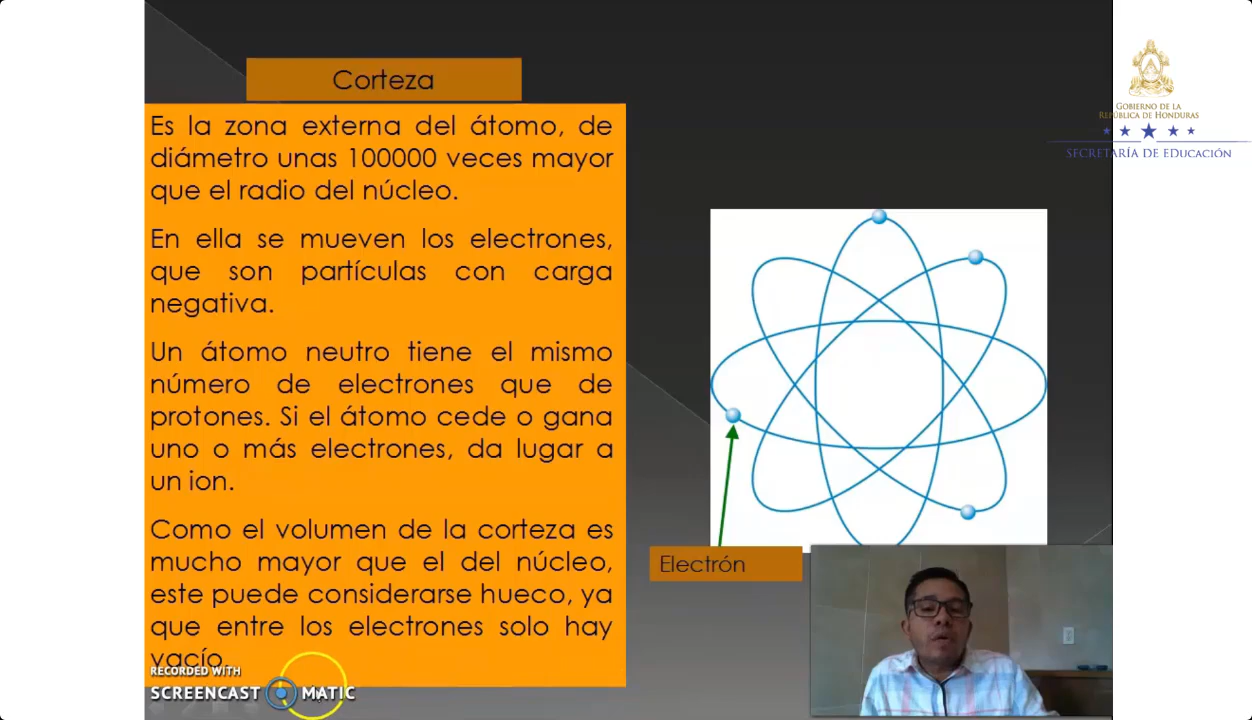 Corteza
Es la zona externa del átomo, de
diámetro unas 100000 veces mayor
que el radio del núcleo.
En ella se mueven los electrones,
que son partículas con carga
negativa.
Un átomo neutro tiene el mismo
número de electrones que de
protones. Si el átomo cede o gana
uno o más electrones, da lugar a
un ion.
Como el volumen de la corteza es
mucho mayor que el del núcleo,
este puede considerarse hueco, ya
que entre los electrones solo hay
vacío.
Electrón
GOBIERNO DE LA
REPÚBLICA DE HONDURAS
SECRETARÍA DE EDUCACIÓN
RECORDED WITH
SCREENCAST MATIC